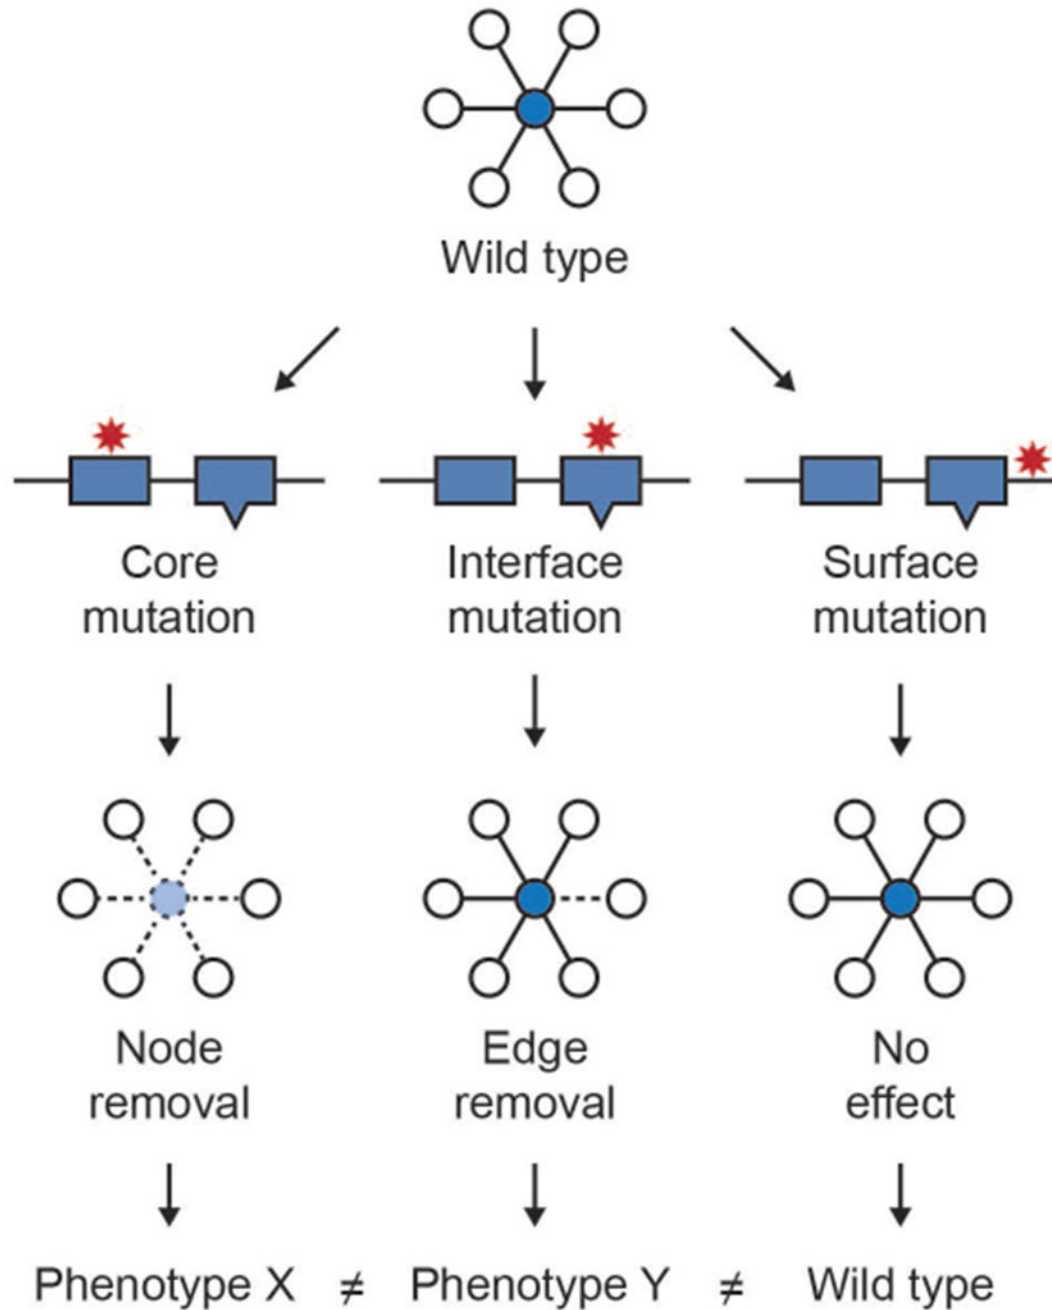 Wild type
Core
mutation
Interface
mutation
Surface
mutation
Node
removal
Edge
removal
No
effect
Phenotype X ≠ Phenotype Y ≠ Wild type